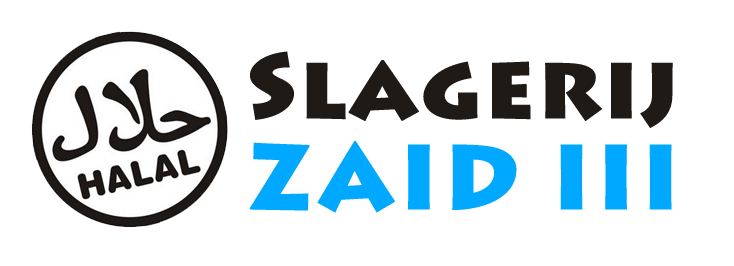 حلال
HALAL
SLAGERIJ
ZAID III